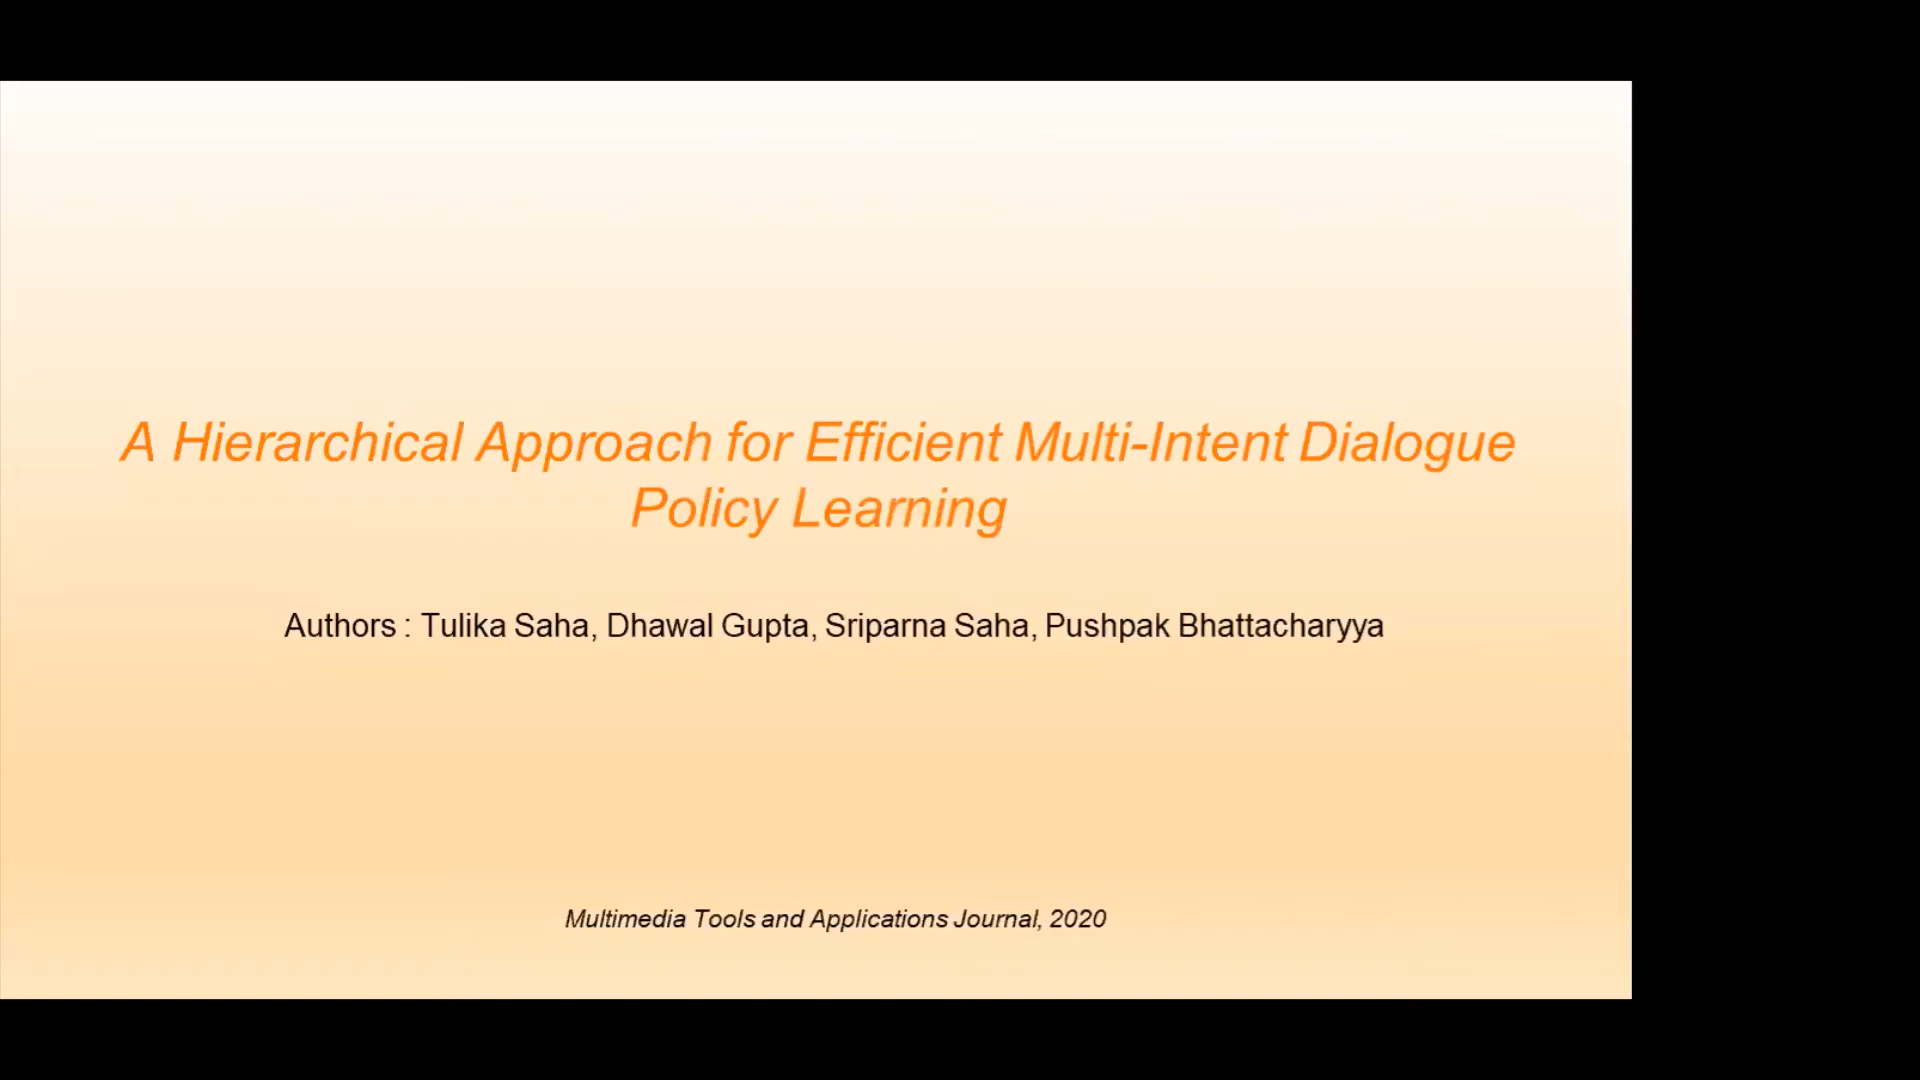 A Hierarchical Approach for Efficient Multi-Intent Dialogue
Policy Learning
Authors : Tulika Saha, Dhawal Gupta, Sriparna Saha, Pushpak Bhattacharyya
Multimedia Tools and Applications Journal, 2020